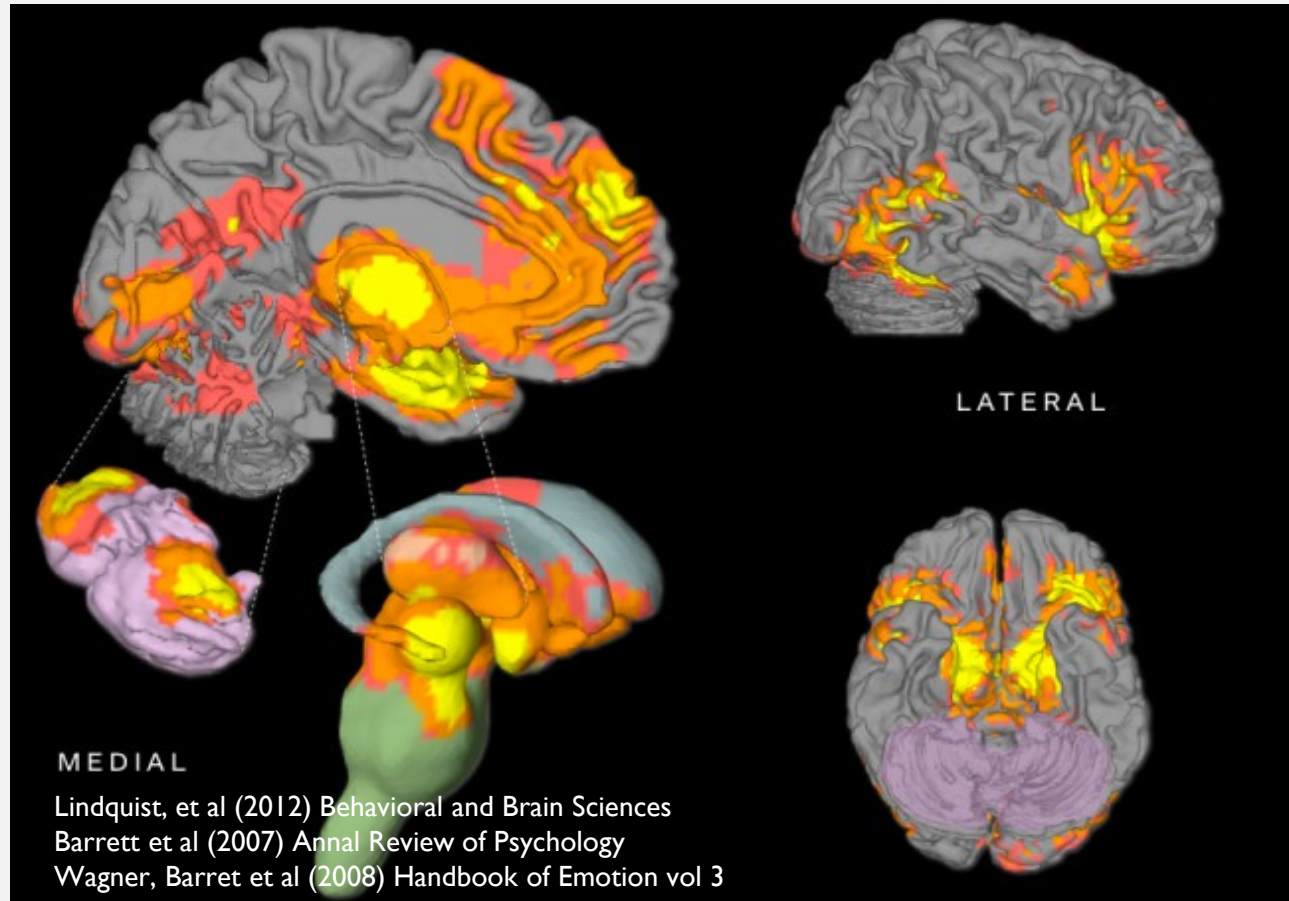 LATERAL
MEDIAL
Lindquist, et al (2012) Behavioral and Brain Sciences
Barrett et al (2007) Annal Review of Psychology
Wagner, Barret et al (2008) Handbook of Emotion vol 3